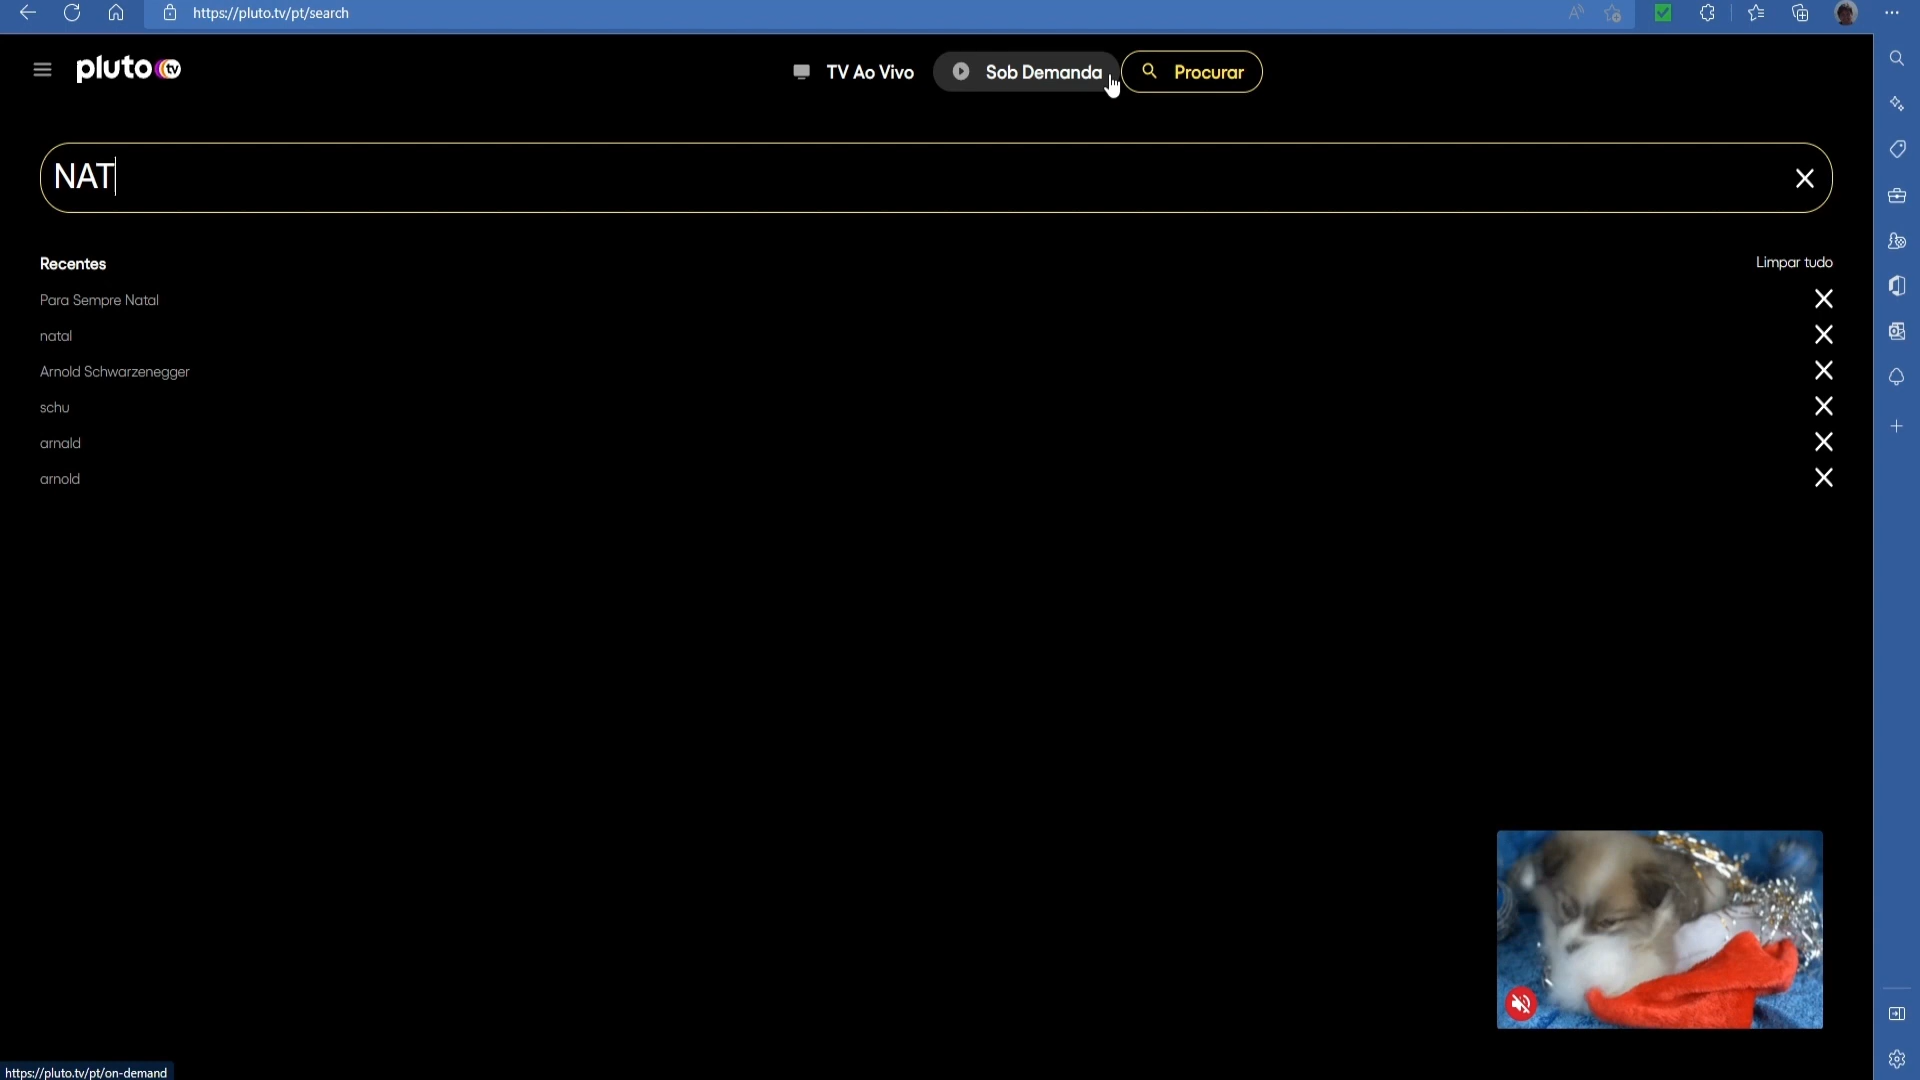 https://pluto.tv/pt/search
pluto tv
TV Ao Vivo
Sob Demanda
Procurar
NAT
Recentes
Limpar tudo
Para Sempre Natal
natal
Arnold Schwarzenegger
schu
arnald
arnold
https://pluto.tv/pt/on-demand